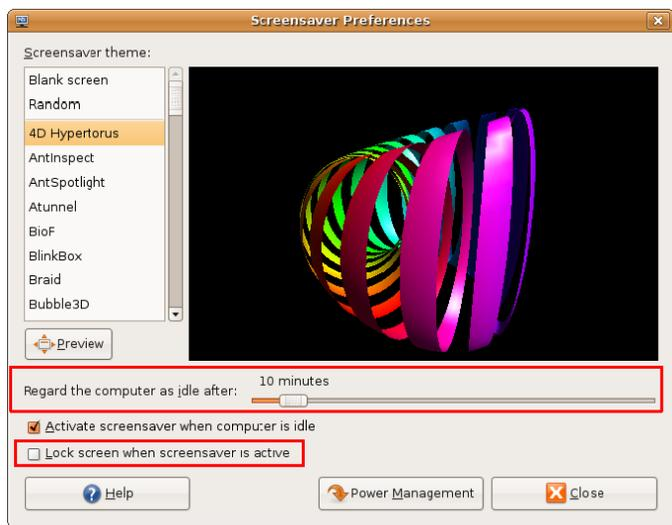 Screensaver Preferences
Screensaver theme:
Blank screen
Random
4D Hypertorus
AntInspect
AntSpotlight
Atunnel
BioF
BlinkBox
Braid
Bubble3D
Preview
10 minutes
Regard the computer as idle after:
Activate screensaver when computer is idle
Lock screen when screensaver is active
Help
Power Management
Close